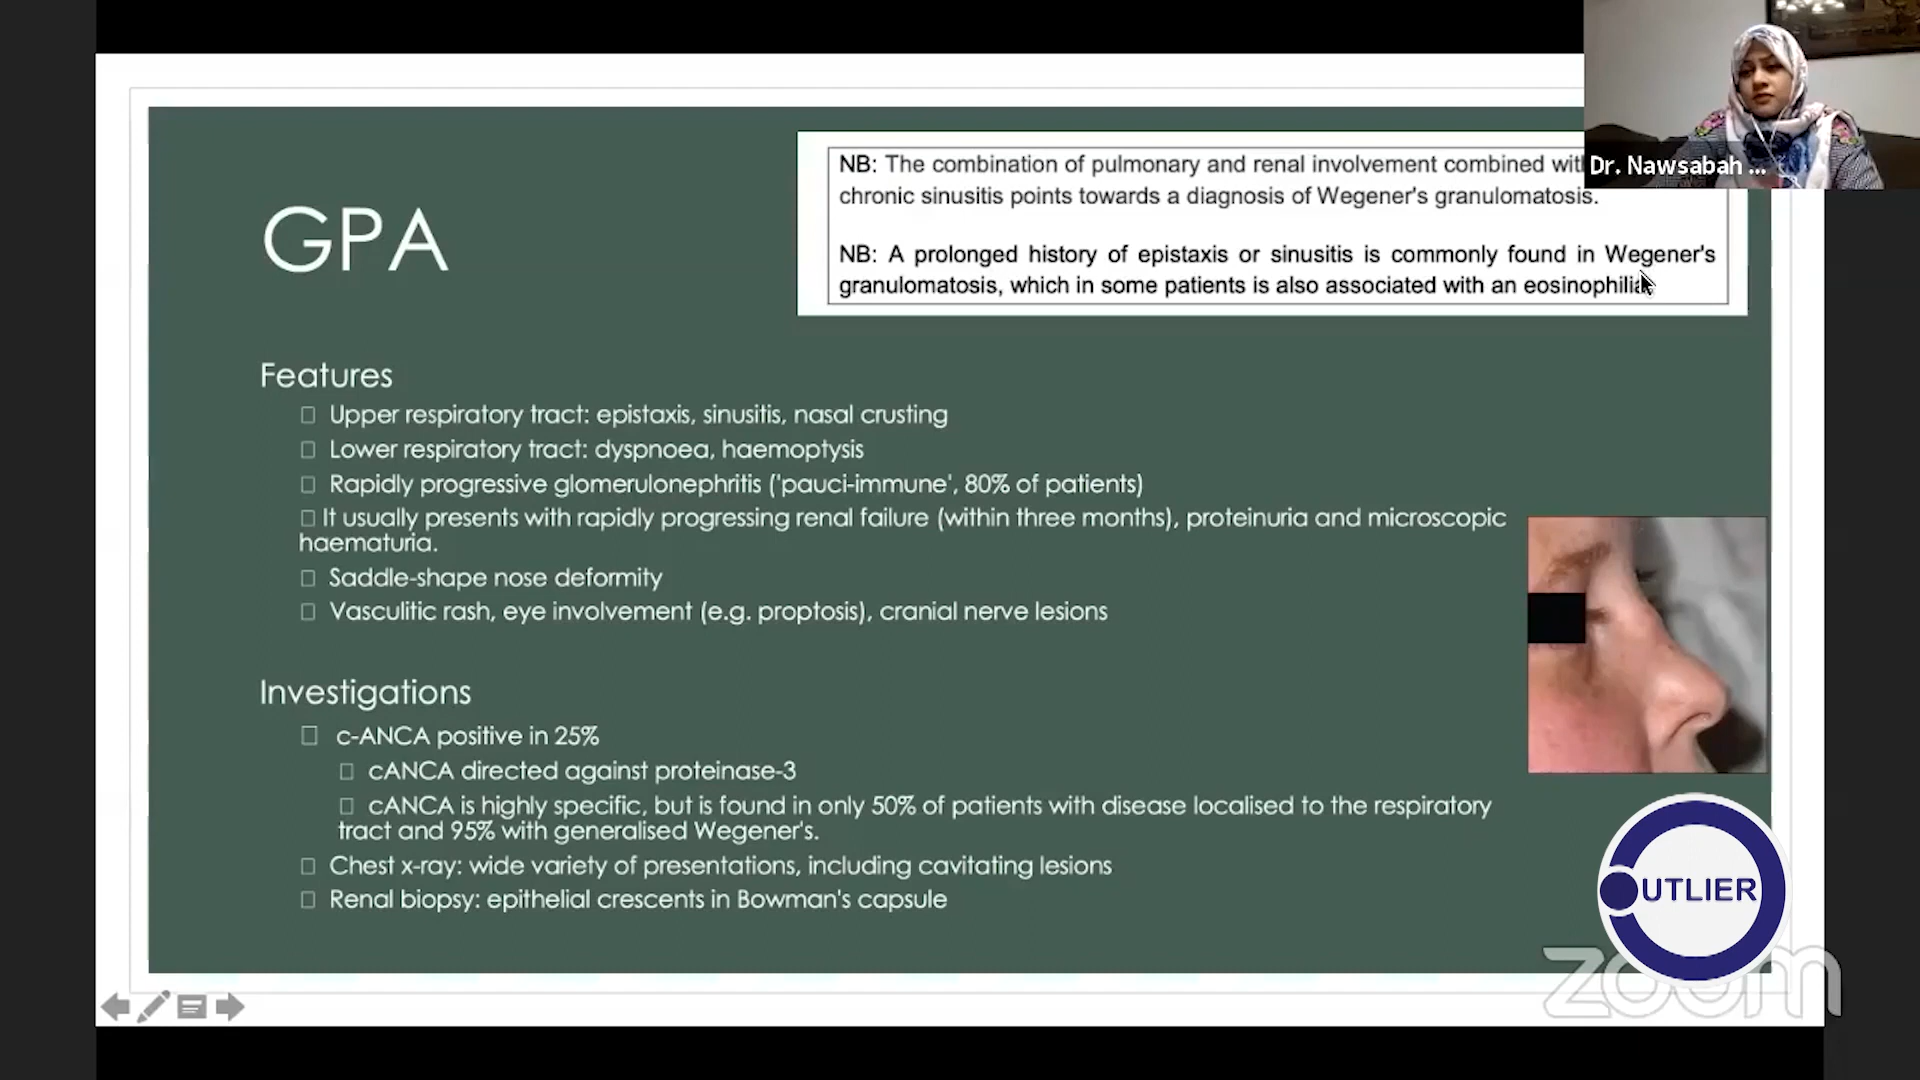 GPA
NB: The combination of pulmonary and renal involvement combined wit
chronic sinusitis points towards a diagnosis of Wegener's granulomatosis.
NB: A prolonged history of epistaxis or sinusitis is commonly found in Wegener's
granulomatosis, which in some patients is also associated with an eosinophilia
Dr. Nawsabah ...
Features
Upper respiratory tract: epistaxis, sinusitis, nasal crusting
Lower respiratory tract: dyspnoea, haemoptysis
Rapidly progressive glomerulonephritis ('pauci-immune', 80% of patients)
It usually presents with rapidly progressing renal failure (within three months), proteinuria and microscopic
haematuria.
Saddle-shape nose deformity
Vasculitic rash, eye involvement (e.g. proptosis), cranial nerve lesions
Investigations
c-ANCA positive in 25%
cANCA directed against proteinase-3
cANCA is highly specific, but is found in only 50% of patients with disease localised to the respiratory
tract and 95% with generalised Wegener's.
Chest x-ray: wide variety of presentations, including cavitating lesions
Renal biopsy: epithelial crescents in Bowman's capsule
OUTLIER
zoom